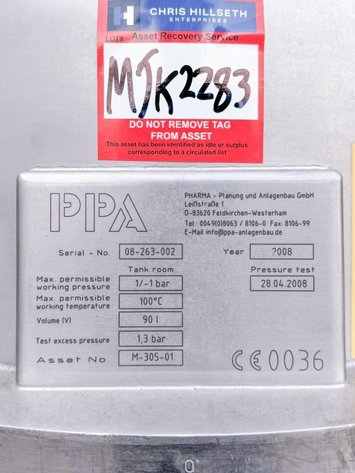 CHRIS HILLSETH
ENTERPRISES
LOT# Asset Recovery Service
MJK2283
DO NOT REMOVE TAG
FROM ASSET
This asset has been identified as idle or surplus
corresponding to a circulated list
PPA
PHARMA - Planung und Anlagenbau GmbH
Leißstraße 1
D-83620 Feldkirchen-Westerham
Tel: 0049(0)8063 / 8106-0 Fax: 8106-99
E-Mail info@ppa-anlagenbau.de
Serial - No. 08-263-002 Year 2008
Tank room Pressure test
Max. permissible working pressure 1/-1 bar 28.04.2008
Max. permissible working temperature 100°C
Volume (V) 90 l
Test excess pressure 1,3 bar
Asset No. M-305-01 CE 0036